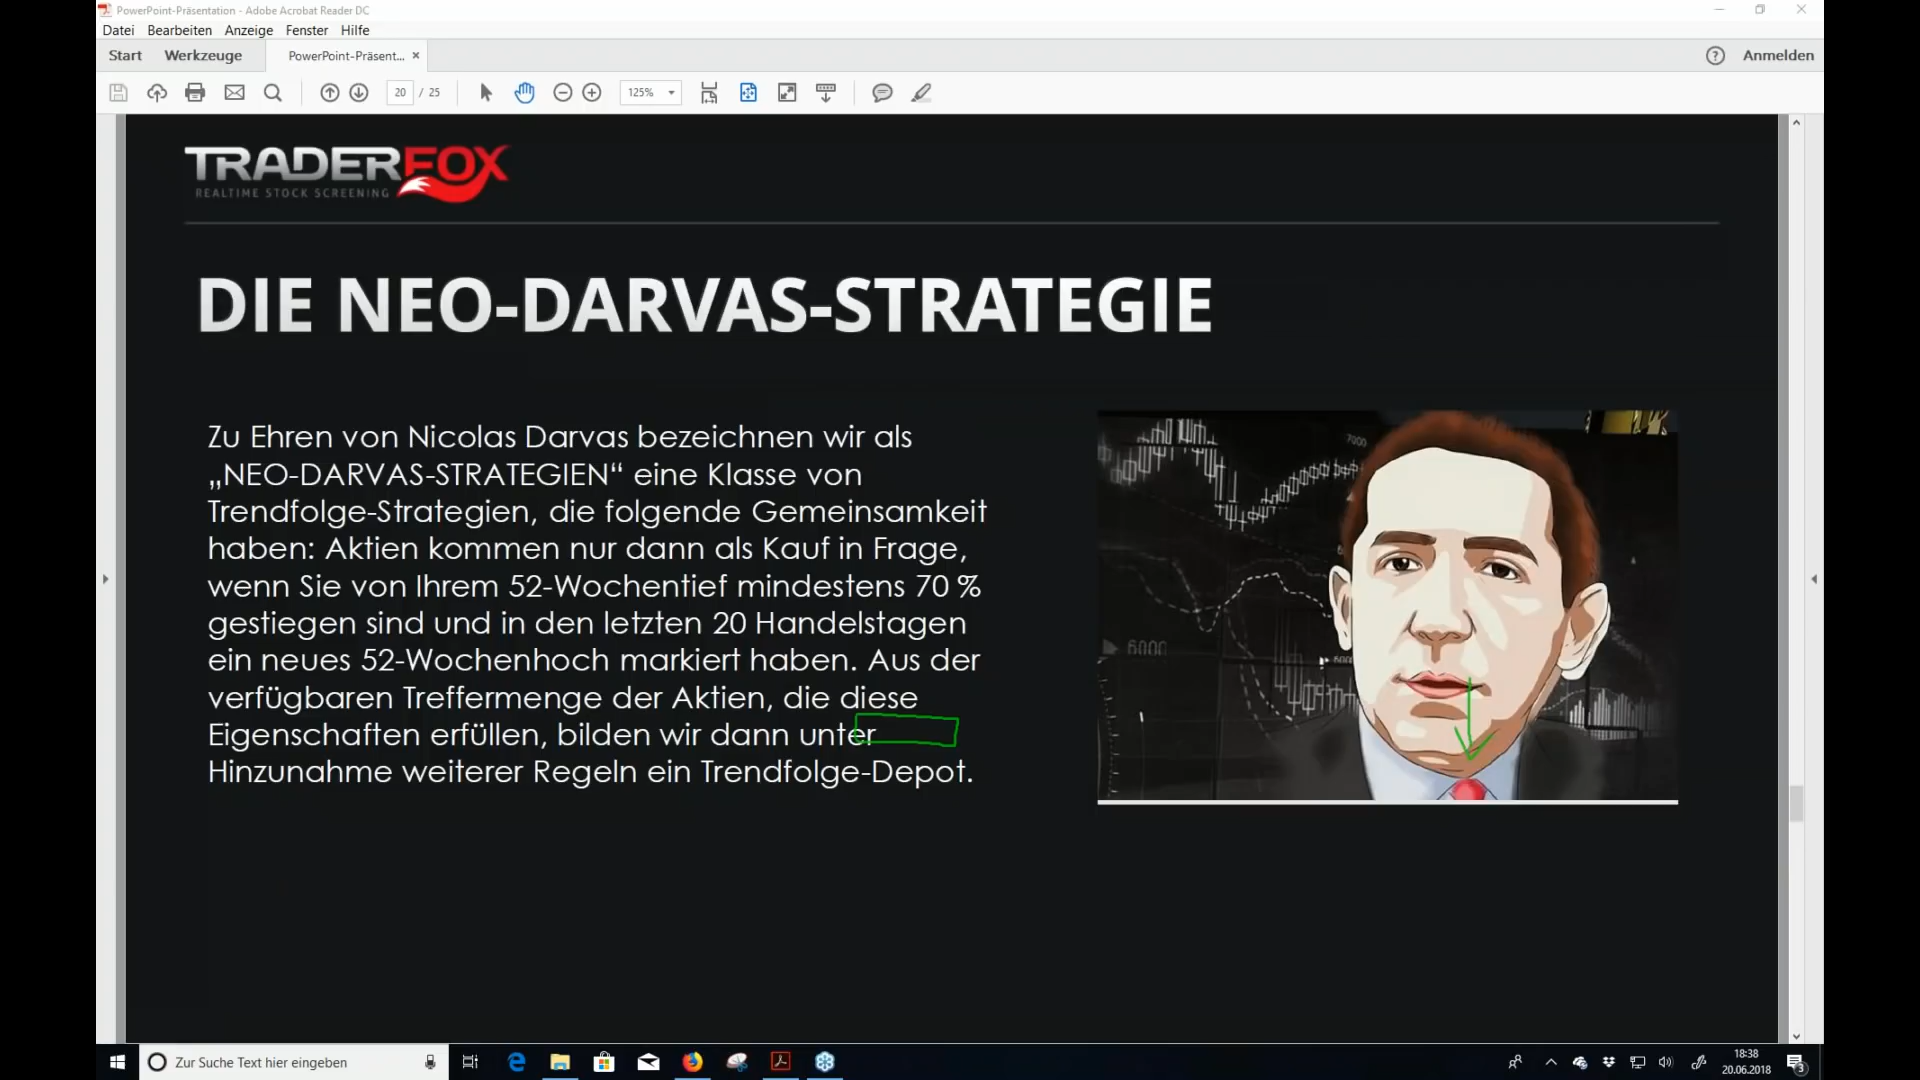 PowerPoint-Präsentation - Adobe Acrobat Reader DC
Datei Bearbeiten Anzeige Fenster Hilfe
Start Werkzeuge PowerPoint-Präsent... × Anmelden
20 / 25 125%
TRADERFOX
REALTIME STOCK SCREENING
DIE NEO-DARVAS-STRATEGIE
Zu Ehren von Nicolas Darvas bezeichnen wir als
„NEO-DARVAS-STRATEGIEN“ eine Klasse von
Trendfolge-Strategien, die folgende Gemeinsamkeit
haben: Aktien kommen nur dann als Kauf in Frage,
wenn Sie von Ihrem 52-Wochentief mindestens 70 %
gestiegen sind und in den letzten 20 Handelstagen
ein neues 52-Wochenhoch markiert haben. Aus der
verfügbaren Treffermenge der Aktien, die diese
Eigenschaften erfüllen, bilden wir dann unter
Hinzunahme weiterer Regeln ein Trendfolge-Depot.
7000
6000
Zur Suche Text hier eingeben
18:38
20.06.2018
3